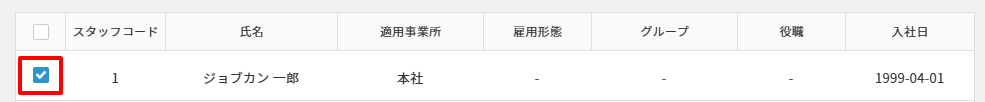 スタッフコード 氏名 適用事業所 雇用形態 グループ 役職 入社日
1 ジョブカン 一郎 本社 - - - 1999-04-01